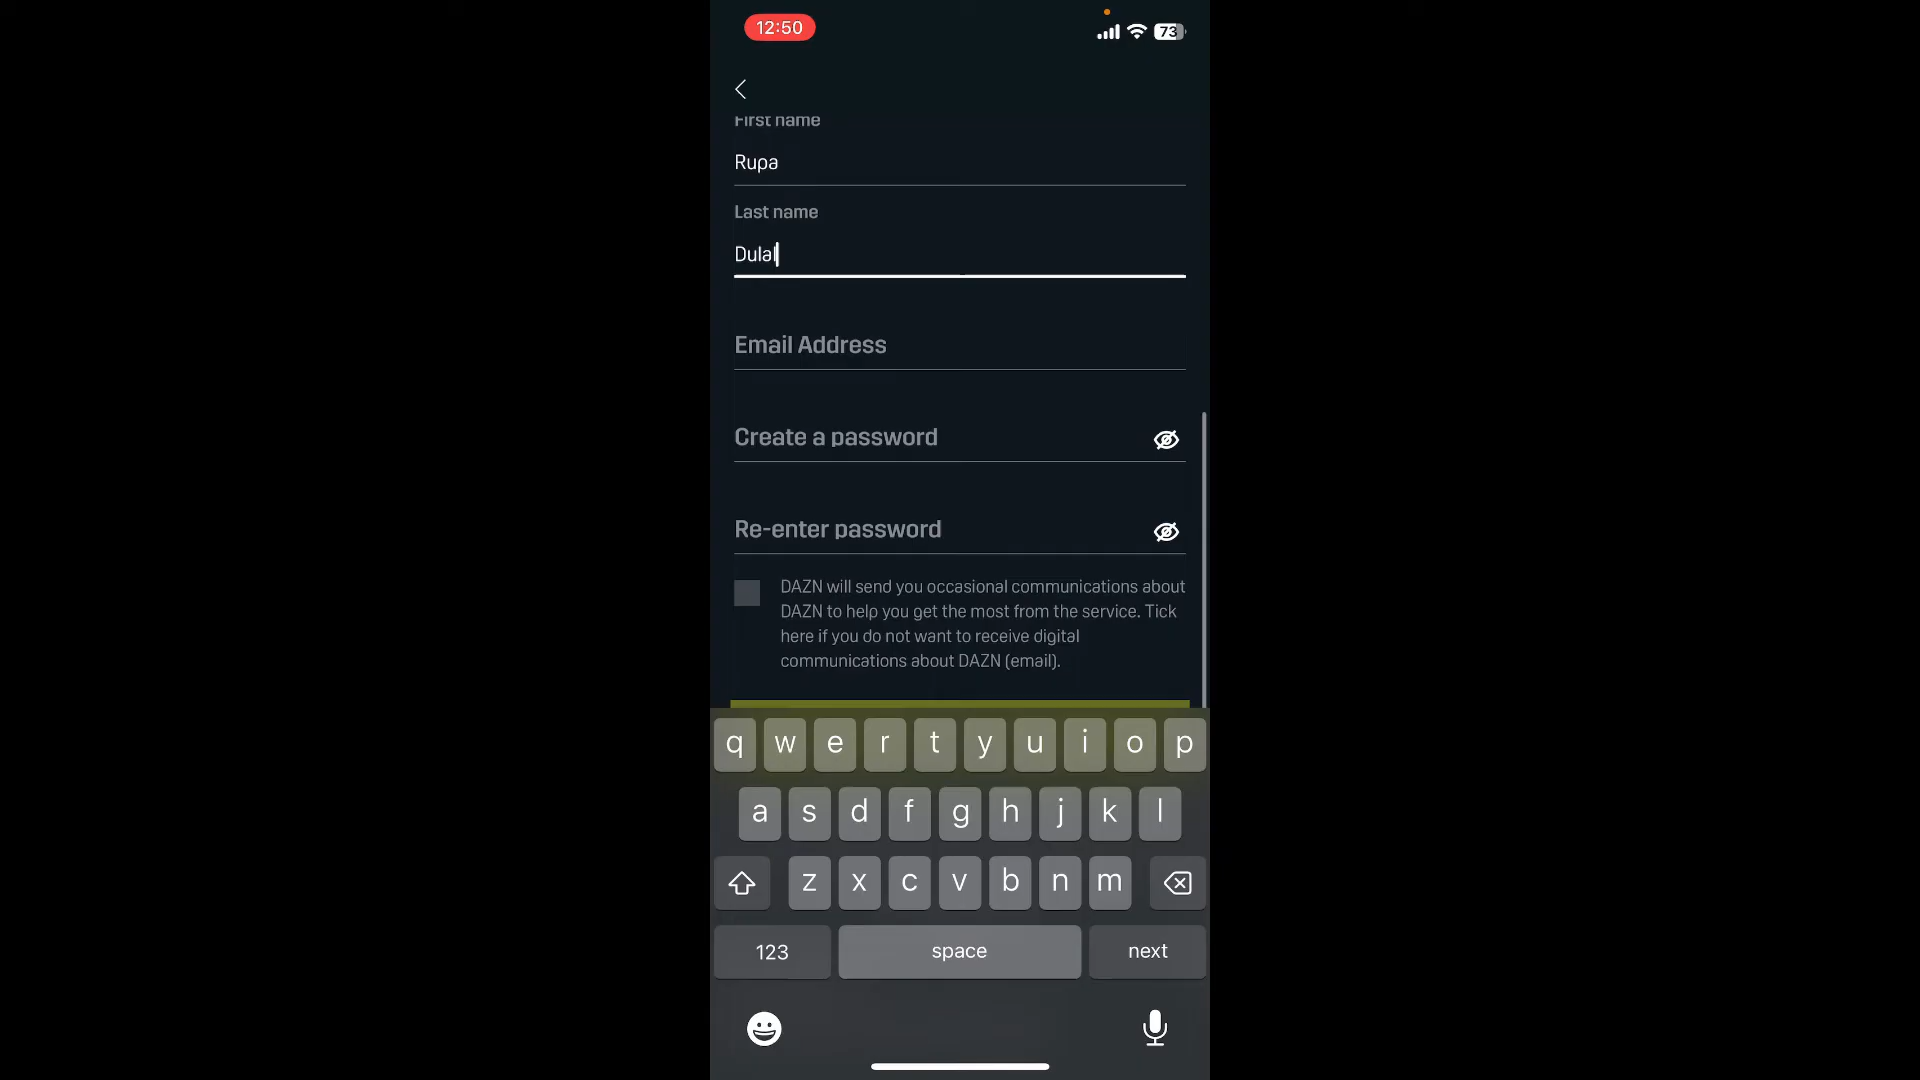 12:50
73
First name
Rupa
Last name
Dulal
Email Address
Create a password
Re-enter password
DAZN will send you occasional communications about
DAZN to help you get the most from the service. Tick
here if you do not want to receive digital
communications about DAZN (email).
q w e r t y u i o p
a s d f g h j k l
z x c v b n m
123 space next